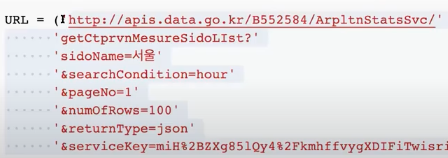 URL = ('http://apis.data.go.kr/B552584/ArpltnStatsSvc/'
'getCtprvnMesureSidoLIst?'
'sidoName=서울'
'&searchCondition=hour'
'&pageNo=1'
'&numOfRows=100'
'&returnType=json'
'&serviceKey=miH%2BZXg85lQy4%2FkmhffvygXDIFiTwisri